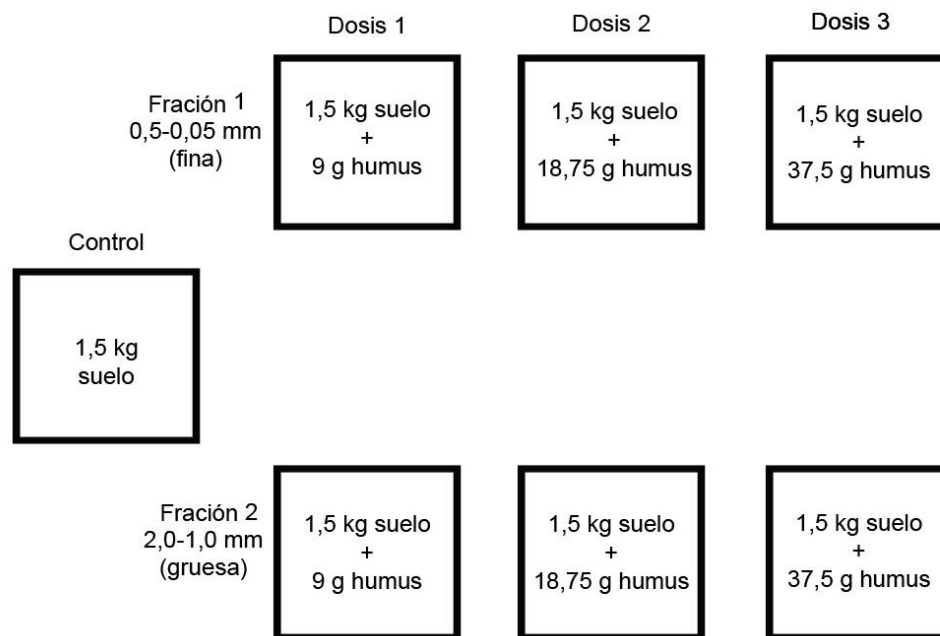 Dosis 1
Dosis 2
Dosis 3
Fración 1
0,5-0,05 mm
(fina)
1,5 kg suelo
+
9 g humus
1,5 kg suelo
+
18,75 g humus
1,5 kg suelo
+
37,5 g humus
Control
1,5 kg
suelo
Fración 2
2,0-1,0 mm
(gruesa)
1,5 kg suelo
+
9 g humus
1,5 kg suelo
+
18,75 g humus
1,5 kg suelo
+
37,5 g humus